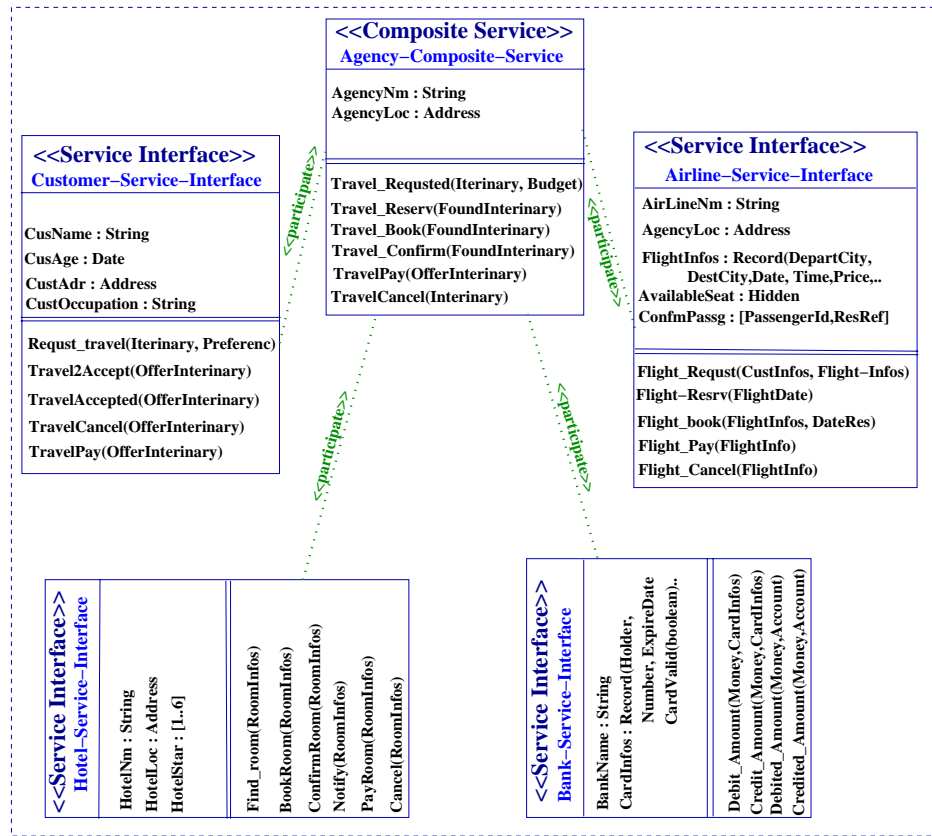 <<Composite Service>>
Agency–Composite–Service
AgencyNm : String
AgencyLoc : Address
Travel_Requsted(Iterinary, Budget)
Travel_Reserv(FoundInterinary)
Travel_Book(FoundInterinary)
Travel_Confirm(FoundInterinary)
TravelPay(OfferInterinary)
TravelCancel(Interinary)
<<Service Interface>>
Customer–Service–Interface
CusName : String
CusAge : Date
CustAdr : Address
CustOccupation : String
Requst_travel(Iterinary, Preferenc)
Travel2Accept(OfferInterinary)
TravelAccepted(OfferInterinary)
TravelCancel(OfferInterinary)
TravelPay(OfferInterinary)
<<participate>>
<<participate>>
<<Service Interface>>
Airline–Service–Interface
AirLineNm : String
AgencyLoc : Address
FlightInfos : Record(DepartCity,
DestCity,Date, Time,Price,..
AvailableSeat : Hidden
ConfmPassg : [PassengerId,ResRef]
Flight_Requst(CustInfos, Flight–Infos)
Flight–Resrv(FlightDate)
Flight_book(FlightInfos, DateRes)
Flight_Pay(FlightInfo)
Flight_Cancel(FlightInfo)
<<participate>>
<<participate>>
<<Service Interface>>
Hotel–Service–Interface
HotelNm : String
HotelLoc : Address
HotelStar : [1..6]
Find_room(RoomInfos)
BookRoom(RoomInfos)
ConfirmRoom(RoomInfos)
Notify(RoomInfos)
PayRoom(RoomInfos)
Cancel(RoomInfos)
<<Service Interface>>
Bank–Service–Interface
BankName : String
CardInfos : Record(Holder,
Number, ExpireDate
CardValid(boolean)..
Debit_Amount(Money,CardInfos)
Credit_Amount(Money,CardInfos)
Debited_Amount(Money,Account)
Credited_Amount(Money,Account)